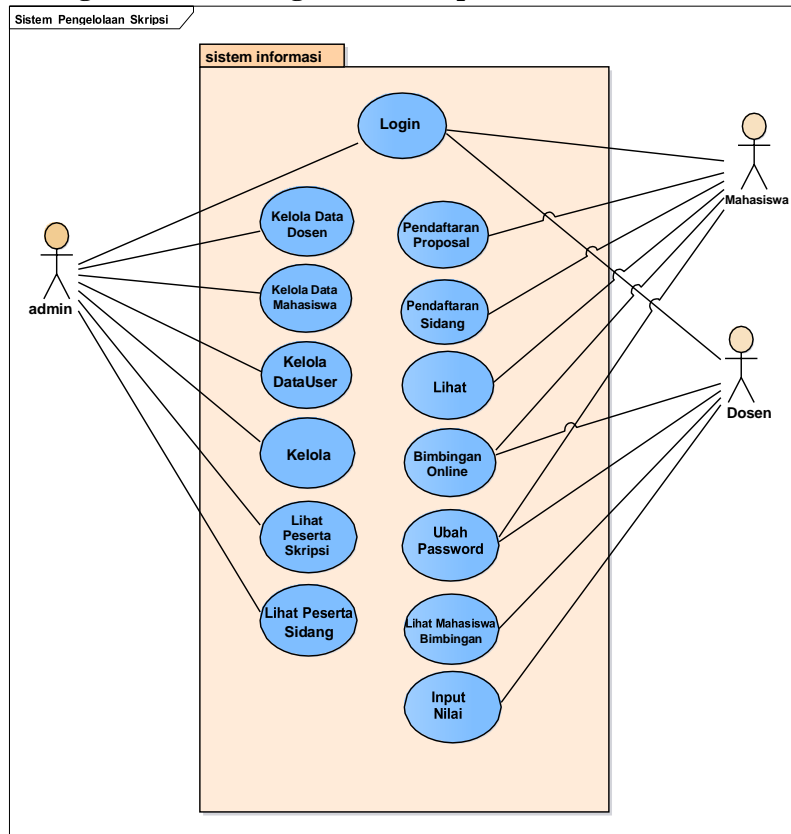 Sistem Pengelolaan Skripsi
sistem informasi
Login
Kelola Data
Dosen
Kelola Data
Mahasiswa
Kelola
DataUser
Kelola
Lihat
Peserta
Skripsi
Lihat Peserta
Sidang
Pendaftaran
Proposal
Pendaftaran
Sidang
Lihat
Bimbingan
Online
Ubah
Password
Lihat Mahasiswa
Bimbingan
Input
Nilai
admin
Mahasiswa
Dosen